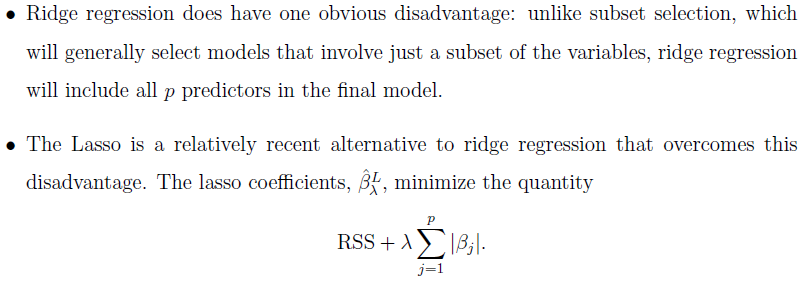 • Ridge regression does have one obvious disadvantage: unlike subset selection, which
will generally select models that involve just a subset of the variables, ridge regression
will include all p predictors in the final model.
• The Lasso is a relatively recent alternative to ridge regression that overcomes this
disadvantage. The lasso coefficients, $\hat{\beta}_{\lambda}^{L}$, minimize the quantity
$\text{RSS} + \lambda \sum_{j=1}^{p} |\beta_j|.$